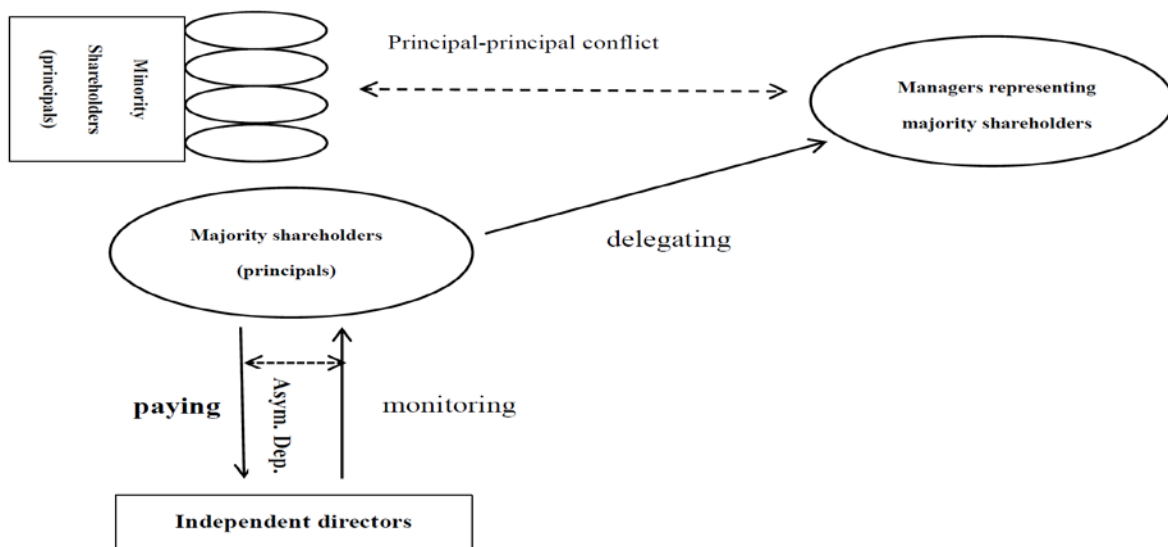 Minority
Shareholders
(principals)
Principal-principal conflict
Managers representing
majority shareholders
Majority shareholders
(principals)
delegating
paying
Asym. Dep.
monitoring
Independent directors